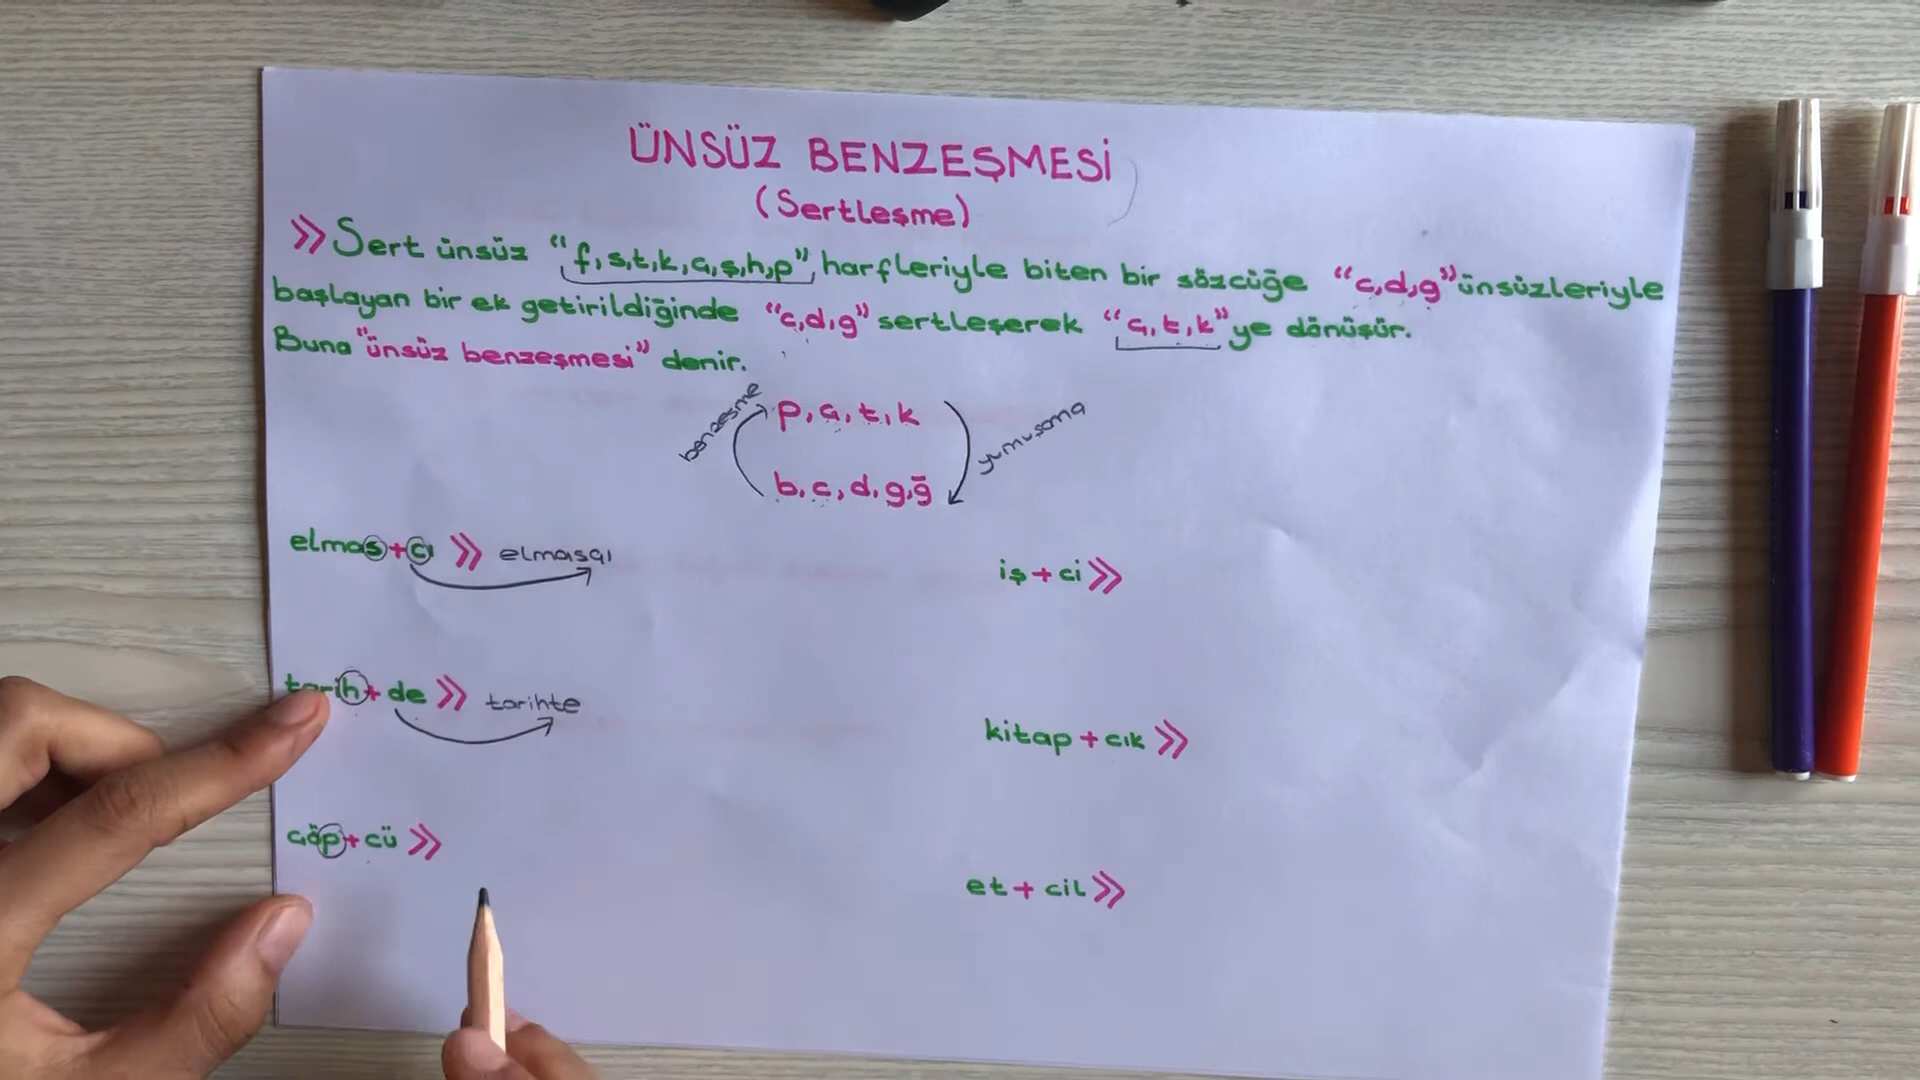 ÜNSÜZ BENZEŞMESİ
(Sertleşme)
>> Sert ünsüz "f,s,t,k,ç,ş,h,p" harfleriyle biten bir sözcüğe "c,d,g" ünsüzleriyle
başlayan bir ek getirildiğinde "c,d,g" sertleşerek "ç,t,k" ye dönüşür.
Buna "ünsüz benzeşmesi" denir.
benzeşme
p, ç, t, k
yumuşama
b, c, d, g, ğ
elmas+cı >> elmasçı
iş + ci >>
tarih + de >> tarihte
kitap + cık >>
çöp + cü >>
et + cil >>